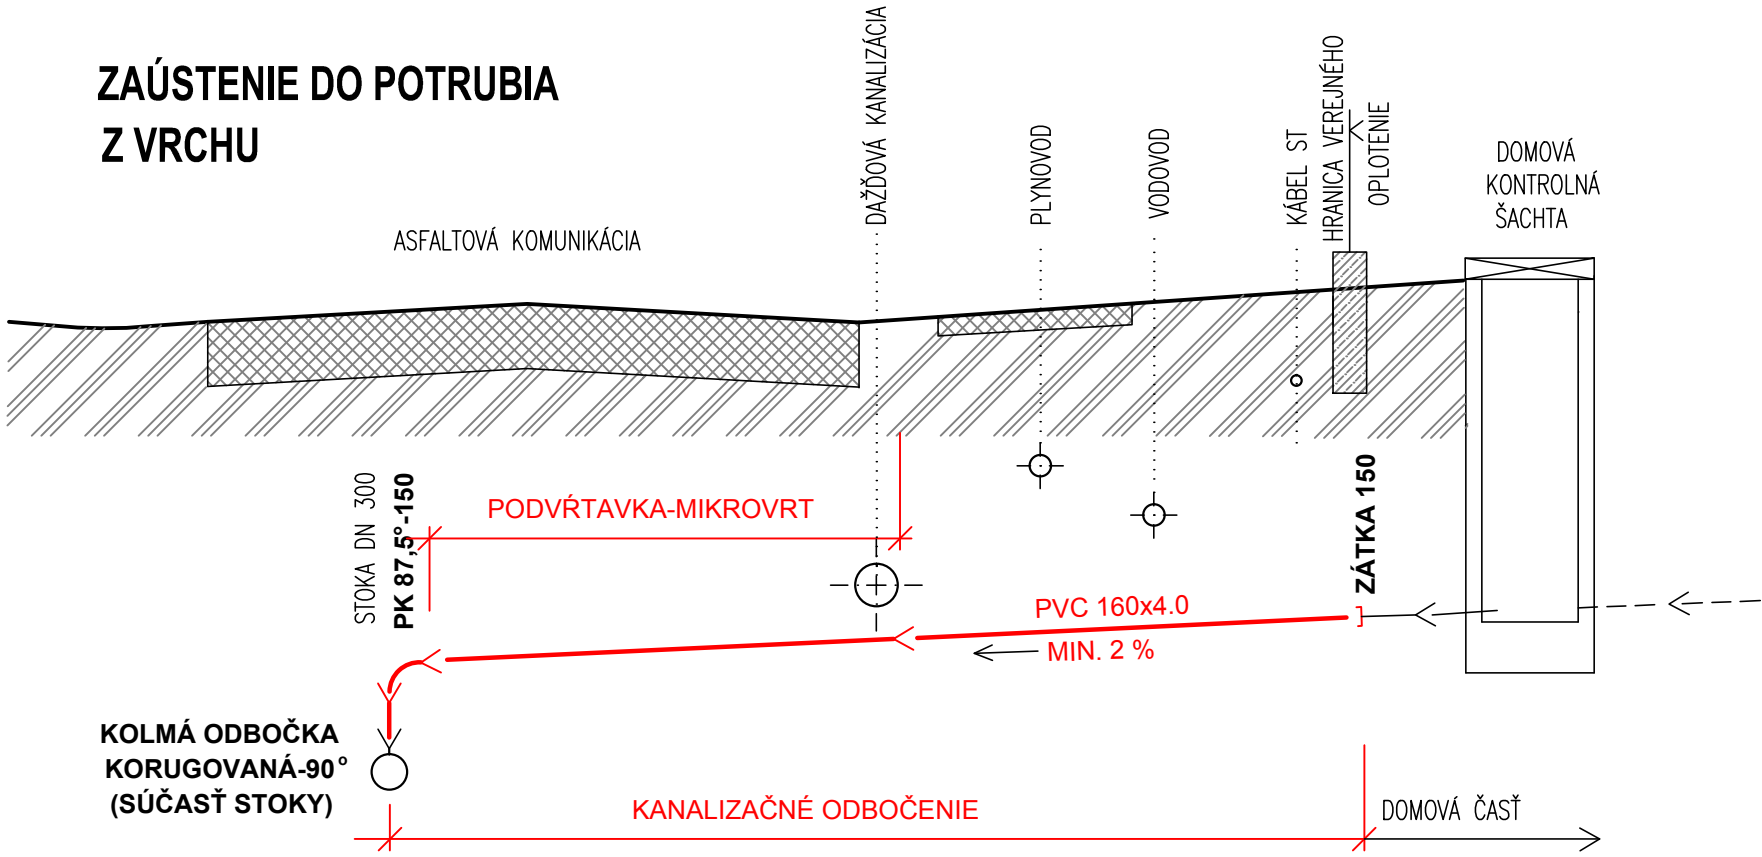 ZAÚSTENIE DO POTRUBIA
Z VRCHU
ASFALTOVÁ KOMUNIKÁCIA
DAŽĎOVÁ KANALIZÁCIA
PLYNOVOD
VODOVOD
KÁBEL ST
HRANICA VEREJNÉHO
OPLOTENIE
DOMOVÁ
KONTROLNÁ
ŠACHTA
STOKA DN 300
PK 87,5°-150
PODVŔTAVKA-MIKROVRT
ZÁTKA 150
PVC 160x4.0
MIN. 2 %
KOLMÁ ODBOČKA
KORUGOVANÁ-90°
(SÚČASŤ STOKY)
KANALIZAČNÉ ODBOČENIE
DOMOVÁ ČASŤ